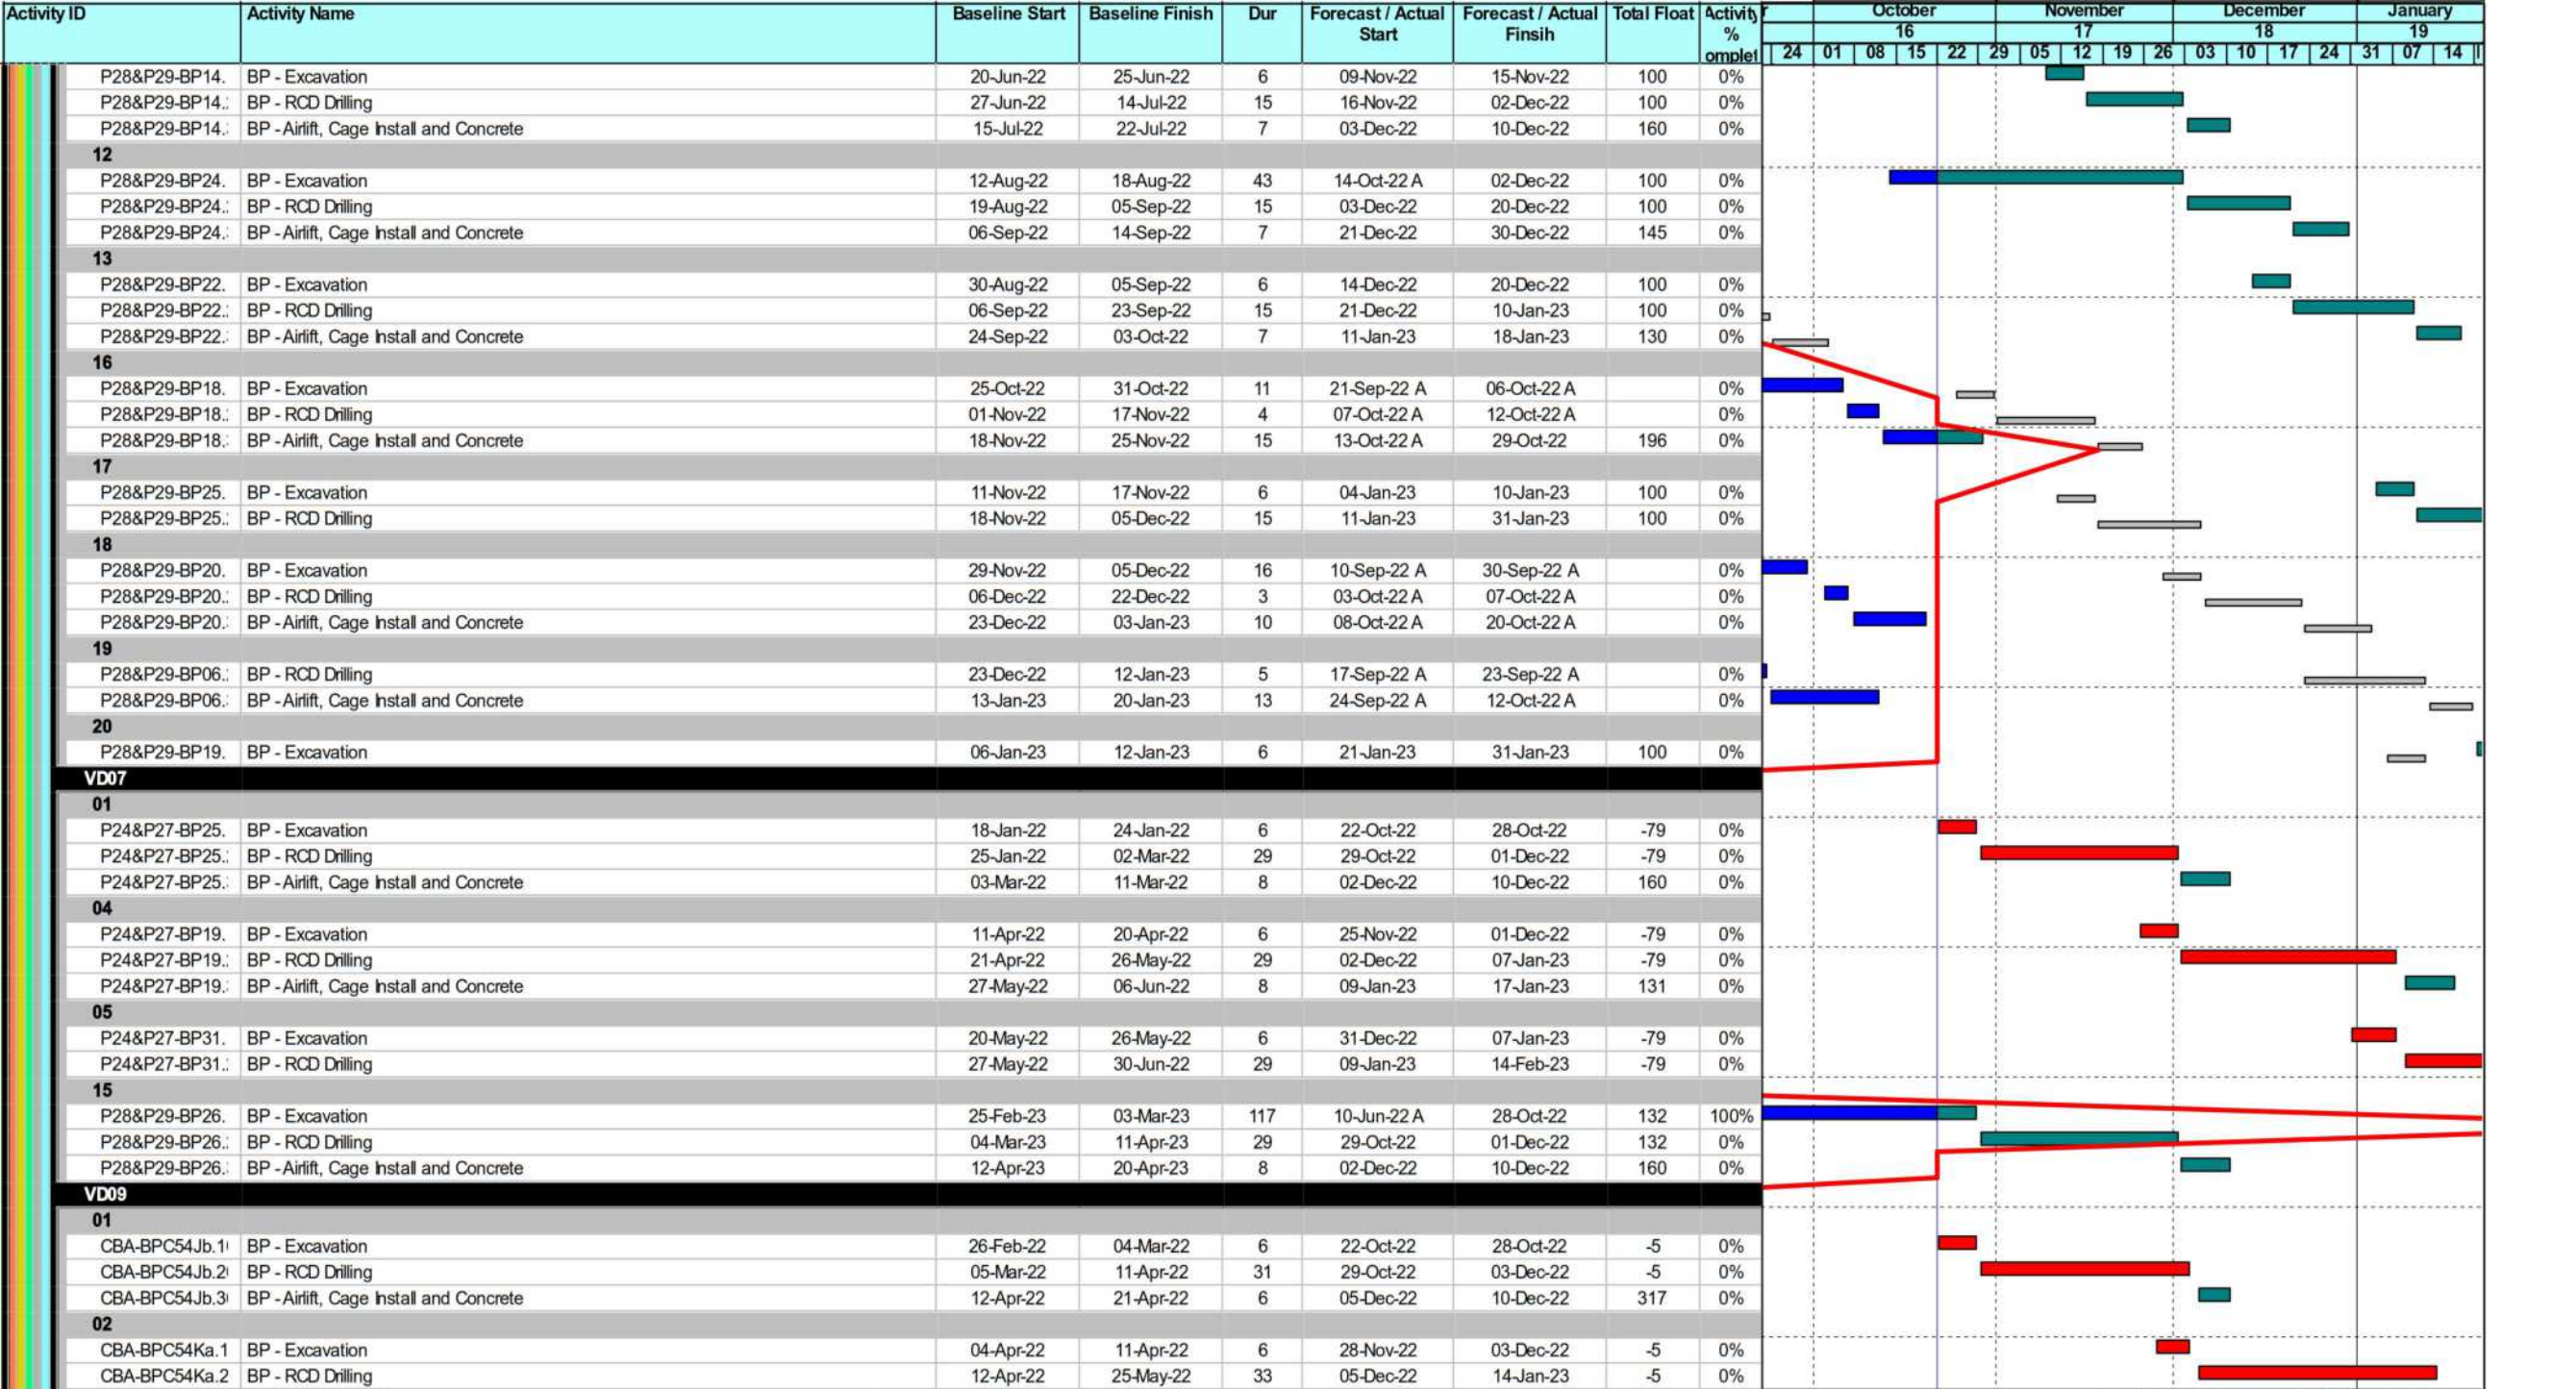 Activity ID Activity Name Baseline Start Baseline Finish Dur Forecast / Actual Start Forecast / Actual Finsih Total Float Activity % omplet r October November December January
16 17 18 19
24 01 08 15 22 29 05 12 19 26 03 10 17 24 31 07 14
P28&P29-BP14. BP - Excavation 20-Jun-22 25-Jun-22 6 09-Nov-22 15-Nov-22 100 0%
P28&P29-BP14.: BP - RCD Drilling 27-Jun-22 14-Jul-22 15 16-Nov-22 02-Dec-22 100 0%
P28&P29-BP14.: BP - Airlift, Cage Install and Concrete 15-Jul-22 22-Jul-22 7 03-Dec-22 10-Dec-22 160 0%
12
P28&P29-BP24. BP - Excavation 12-Aug-22 18-Aug-22 43 14-Oct-22 A 02-Dec-22 100 0%
P28&P29-BP24.: BP - RCD Drilling 19-Aug-22 05-Sep-22 15 03-Dec-22 20-Dec-22 100 0%
P28&P29-BP24.: BP - Airlift, Cage Install and Concrete 06-Sep-22 14-Sep-22 7 21-Dec-22 30-Dec-22 145 0%
13
P28&P29-BP22. BP - Excavation 30-Aug-22 05-Sep-22 6 14-Dec-22 20-Dec-22 100 0%
P28&P29-BP22.: BP - RCD Drilling 06-Sep-22 23-Sep-22 15 21-Dec-22 10-Jan-23 100 0%
P28&P29-BP22.: BP - Airlift, Cage Install and Concrete 24-Sep-22 03-Oct-22 7 11-Jan-23 18-Jan-23 130 0%
16
P28&P29-BP18. BP - Excavation 25-Oct-22 31-Oct-22 11 21-Sep-22 A 06-Oct-22 A 0%
P28&P29-BP18.: BP - RCD Drilling 01-Nov-22 17-Nov-22 4 07-Oct-22 A 12-Oct-22 A 0%
P28&P29-BP18.: BP - Airlift, Cage Install and Concrete 18-Nov-22 25-Nov-22 15 13-Oct-22 A 29-Oct-22 196 0%
17
P28&P29-BP25. BP - Excavation 11-Nov-22 17-Nov-22 6 04-Jan-23 10-Jan-23 100 0%
P28&P29-BP25.: BP - RCD Drilling 18-Nov-22 05-Dec-22 15 11-Jan-23 31-Jan-23 100 0%
18
P28&P29-BP20. BP - Excavation 29-Nov-22 05-Dec-22 16 10-Sep-22 A 30-Sep-22 A 0%
P28&P29-BP20.: BP - RCD Drilling 06-Dec-22 22-Dec-22 3 03-Oct-22 A 07-Oct-22 A 0%
P28&P29-BP20.: BP - Airlift, Cage Install and Concrete 23-Dec-22 03-Jan-23 10 08-Oct-22 A 20-Oct-22 A 0%
19
P28&P29-BP06.: BP - RCD Drilling 23-Dec-22 12-Jan-23 5 17-Sep-22 A 23-Sep-22 A 0%
P28&P29-BP06.: BP - Airlift, Cage Install and Concrete 13-Jan-23 20-Jan-23 13 24-Sep-22 A 12-Oct-22 A 0%
20
P28&P29-BP19. BP - Excavation 06-Jan-23 12-Jan-23 6 21-Jan-23 31-Jan-23 100 0%
VD07
01
P24&P27-BP25. BP - Excavation 18-Jan-22 24-Jan-22 6 22-Oct-22 28-Oct-22 -79 0%
P24&P27-BP25.: BP - RCD Drilling 25-Jan-22 02-Mar-22 29 29-Oct-22 01-Dec-22 -79 0%
P24&P27-BP25.: BP - Airlift, Cage Install and Concrete 03-Mar-22 11-Mar-22 8 02-Dec-22 10-Dec-22 160 0%
04
P24&P27-BP19. BP - Excavation 11-Apr-22 20-Apr-22 6 25-Nov-22 01-Dec-22 -79 0%
P24&P27-BP19.: BP - RCD Drilling 21-Apr-22 26-May-22 29 02-Dec-22 07-Jan-23 -79 0%
P24&P27-BP19.: BP - Airlift, Cage Install and Concrete 27-May-22 06-Jun-22 8 09-Jan-23 17-Jan-23 131 0%
05
P24&P27-BP31. BP - Excavation 20-May-22 26-May-22 6 31-Dec-22 07-Jan-23 -79 0%
P24&P27-BP31.: BP - RCD Drilling 27-May-22 30-Jun-22 29 09-Jan-23 14-Feb-23 -79 0%
15
P28&P29-BP26. BP - Excavation 25-Feb-23 03-Mar-23 117 10-Jun-22 A 28-Oct-22 132 100%
P28&P29-BP26.: BP - RCD Drilling 04-Mar-23 11-Apr-23 29 29-Oct-22 01-Dec-22 132 0%
P28&P29-BP26.: BP - Airlift, Cage Install and Concrete 12-Apr-23 20-Apr-23 8 02-Dec-22 10-Dec-22 160 0%
VD09
01
CBA-BPC54Jb.1 BP - Excavation 26-Feb-22 04-Mar-22 6 22-Oct-22 28-Oct-22 -5 0%
CBA-BPC54Jb.2 BP - RCD Drilling 05-Mar-22 11-Apr-22 31 29-Oct-22 03-Dec-22 -5 0%
CBA-BPC54Jb.3 BP - Airlift, Cage Install and Concrete 12-Apr-22 21-Apr-22 6 05-Dec-22 10-Dec-22 317 0%
02
CBA-BPC54Ka.1 BP - Excavation 04-Apr-22 11-Apr-22 6 28-Nov-22 03-Dec-22 -5 0%
CBA-BPC54Ka.2 BP - RCD Drilling 12-Apr-22 25-May-22 33 05-Dec-22 14-Jan-23 -5 0%